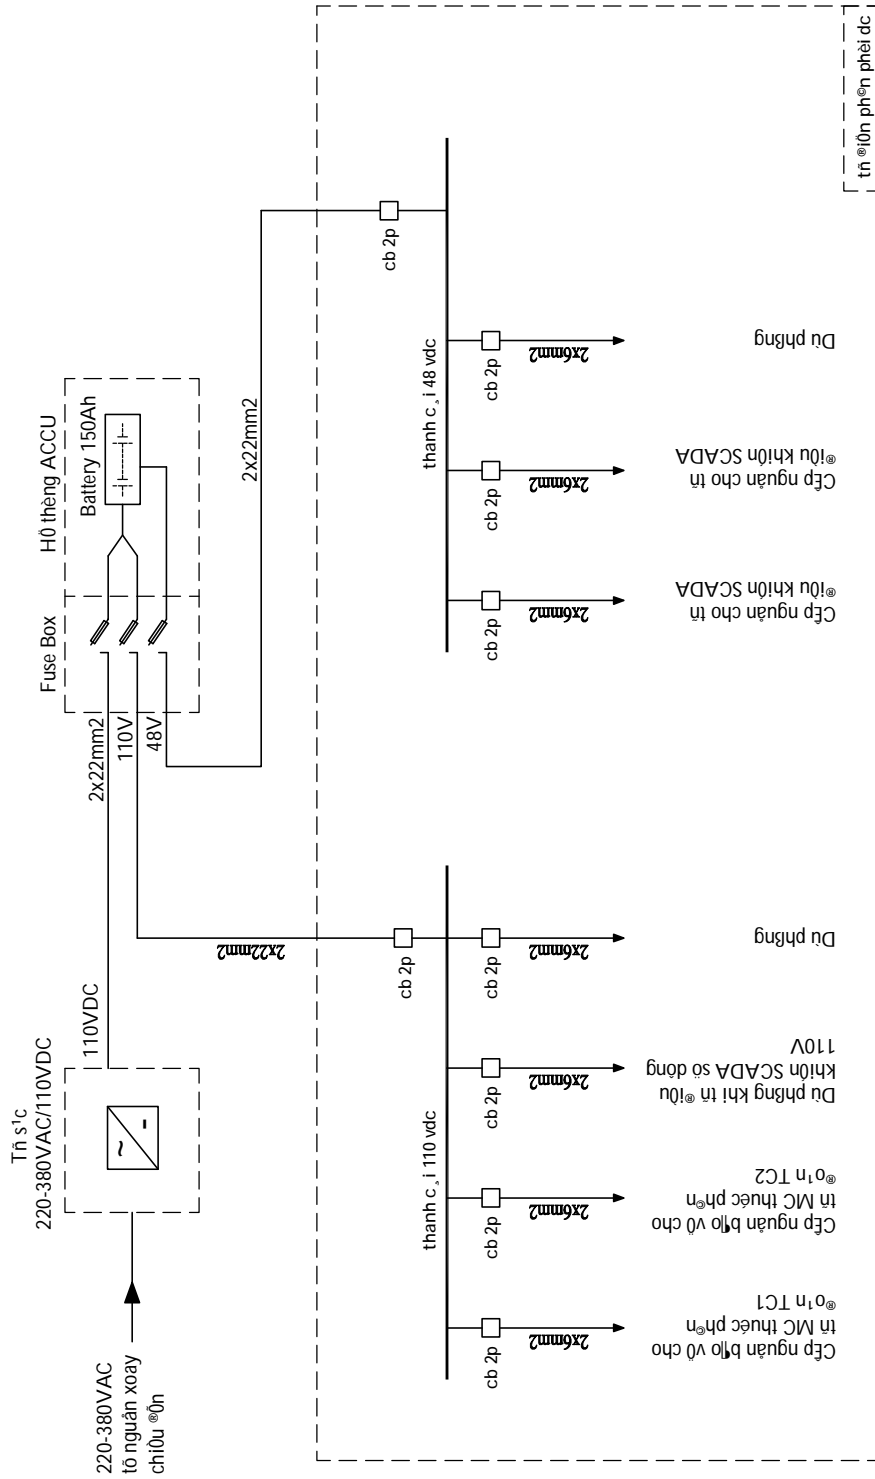 220-380VAC
tõ nguån xoay
chiÒu ®Õn
Tñ s¹c
220-380VAC/110VDC
110VDC
2x22mm2
110V
48V
Fuse Box
HÖ thèng ACCU
Battery 150Ah
2x22mm2
2x22mm2
cb 2p
cb 2p
thanh c¸i 110 vdc
thanh c¸i 48 vdc
cb 2p
2x6mm2
cb 2p
2x6mm2
cb 2p
2x6mm2
cb 2p
2x6mm2
cb 2p
2x6mm2
cb 2p
2x6mm2
cb 2p
2x6mm2
CÊp nguån b¶o vÖ cho
tñ MC thuéc ph©n
®o¹n TC1
CÊp nguån b¶o vÖ cho
tñ MC thuéc ph©n
®o¹n TC2
Dù phßng khi tñ ®iÒu
khiÓn SCADA sö dông
110V
Dù phßng
CÊp nguån cho tñ
®iÒu khiÓn SCADA
CÊp nguån cho tñ
®iÒu khiÓn SCADA
Dù phßng
tñ ®iÖn ph©n phèi dc